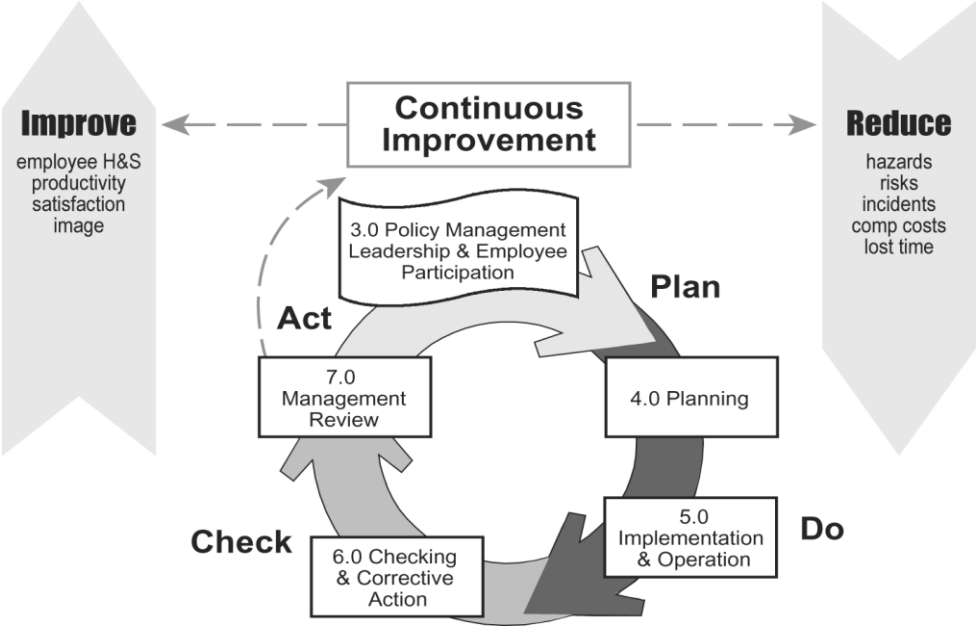 Improve
employee H&S
productivity
satisfaction
image
Continuous
Improvement
Reduce
hazards
risks
incidents
comp costs
lost time
3.0 Policy Management
Leadership & Employee
Participation
Plan
Act
7.0
Management
Review
4.0 Planning
Check
6.0 Checking
& Corrective
Action
5.0
Implementation
& Operation
Do